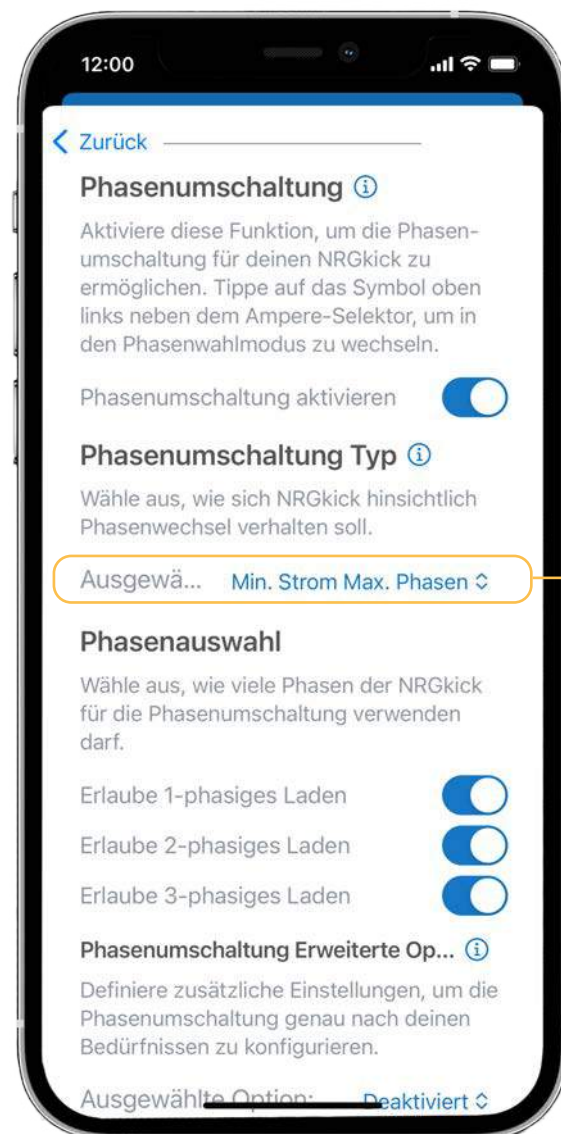 12:00
Zurück
Phasenumschaltung
Aktiviere diese Funktion, um die Phasen-
umschaltung für deinen NRGkick zu
ermöglichen. Tippe auf das Symbol oben
links neben dem Ampere-Selektor, um in
den Phasenwahlmodus zu wechseln.
Phasenumschaltung aktivieren
Phasenumschaltung Typ
Wähle aus, wie sich NRGkick hinsichtlich
Phasenwechsel verhalten soll.
Ausgewä... Min. Strom Max. Phasen
Phasenauswahl
Wähle aus, wie viele Phasen der NRGkick
für die Phasenumschaltung verwenden
darf.
Erlaube 1-phasiges Laden
Erlaube 2-phasiges Laden
Erlaube 3-phasiges Laden
Phasenumschaltung Erweiterte Op...
Definiere zusätzliche Einstellungen, um die
Phasenumschaltung genau nach deinen
Bedürfnissen zu konfigurieren.
Ausgewählte Option: Deaktiviert